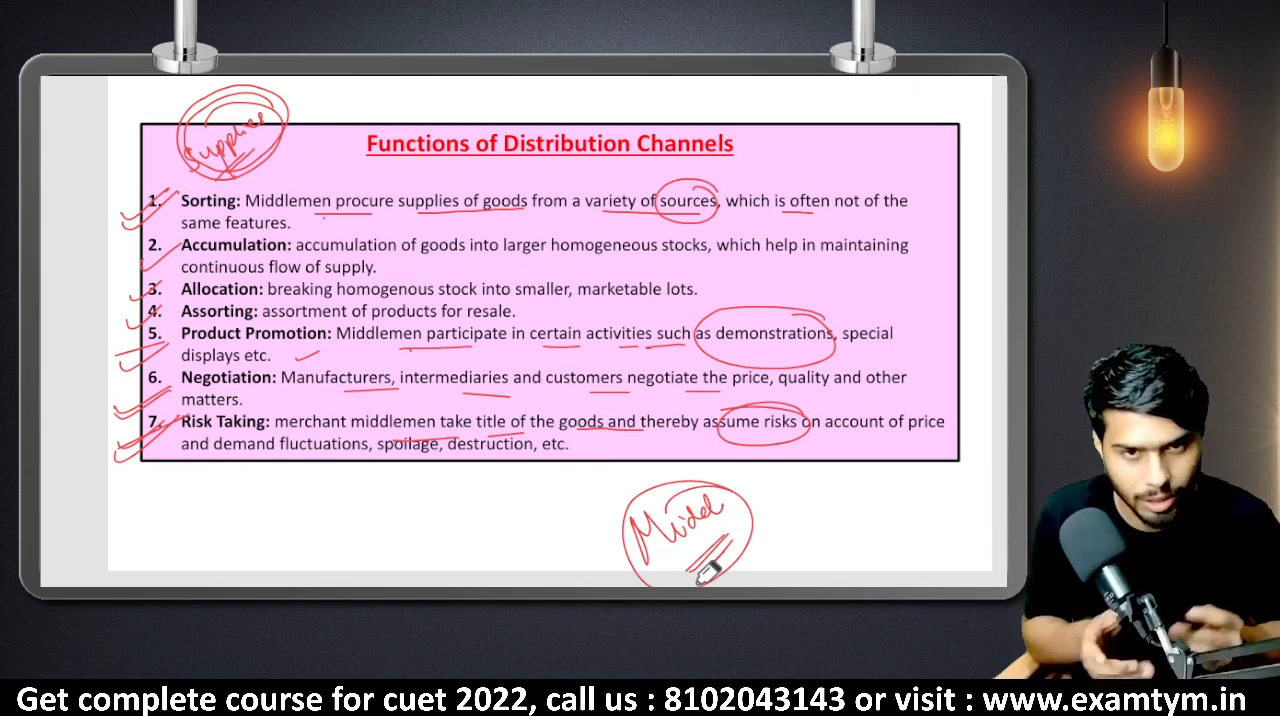 Supplies
Functions of Distribution Channels
1. Sorting: Middlemen procure supplies of goods from a variety of sources, which is often not of the
same features.
2. Accumulation: accumulation of goods into larger homogeneous stocks, which help in maintaining
continuous flow of supply.
3. Allocation: breaking homogenous stock into smaller, marketable lots.
4. Assorting: assortment of products for resale.
5. Product Promotion: Middlemen participate in certain activities such as demonstrations, special
displays etc.
6. Negotiation: Manufacturers, intermediaries and customers negotiate the price, quality and other
matters.
7. Risk Taking: merchant middlemen take title of the goods and thereby assume risks on account of price
and demand fluctuations, spoilage, destruction, etc.
Middl
Get complete course for cuet 2022, call us : 8102043143 or visit : www.examtym.in